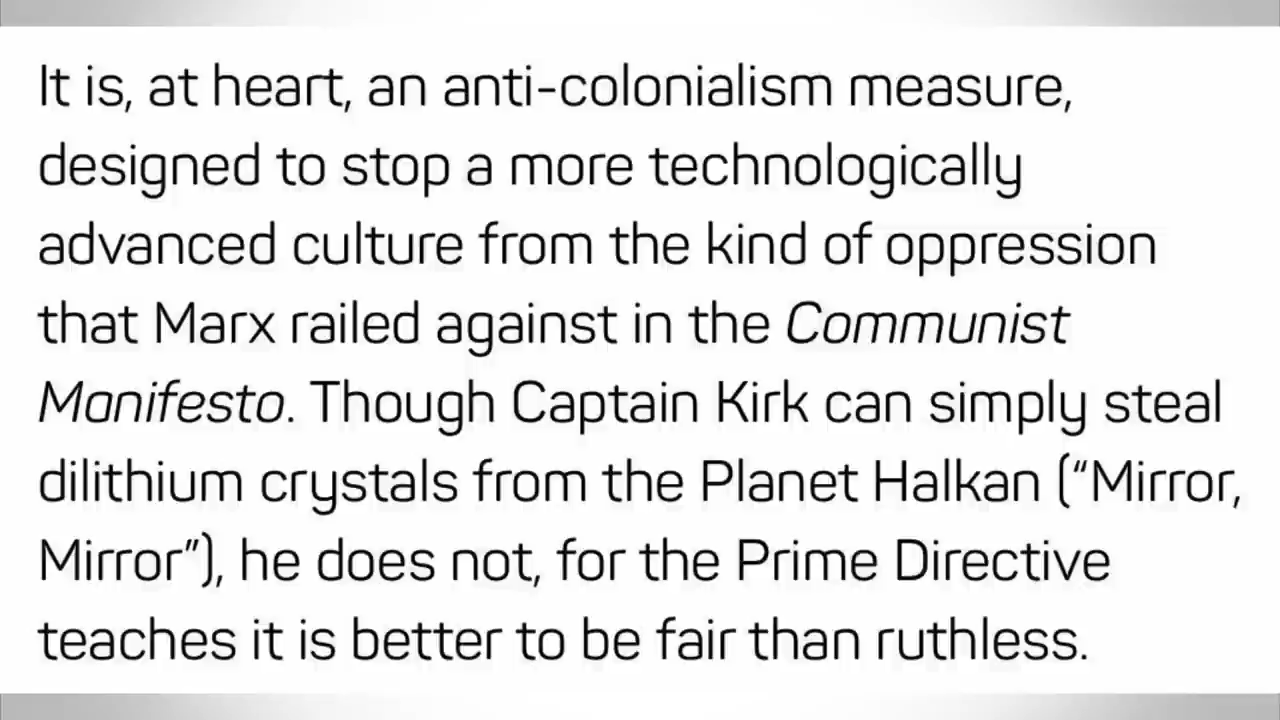 It is, at heart, an anti-colonialism measure,
designed to stop a more technologically
advanced culture from the kind of oppression
that Marx railed against in the Communist
Manifesto. Though Captain Kirk can simply steal
dilithium crystals from the Planet Halkan (“Mirror,
Mirror”), he does not, for the Prime Directive
teaches it is better to be fair than ruthless.